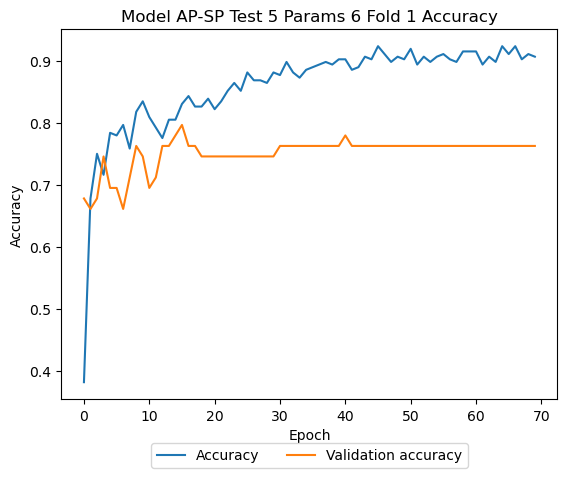 Model AP-SP Test 5 Params 6 Fold 1 Accuracy
Accuracy
0.9
0.8
0.7
0.6
0.5
0.4
0 10 20 30 40 50 60 70
Epoch
Accuracy Validation accuracy